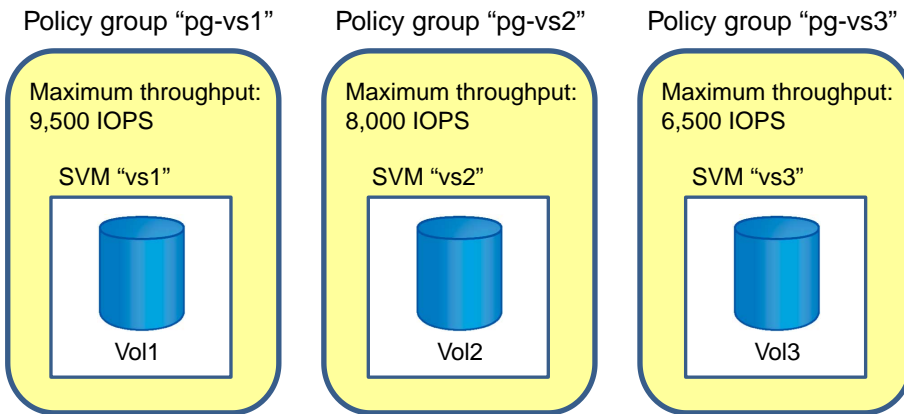 Policy group “pg-vs1”
Maximum throughput:
9,500 IOPS
SVM “vs1”
Vol1
Policy group “pg-vs2”
Maximum throughput:
8,000 IOPS
SVM “vs2”
Vol2
Policy group “pg-vs3”
Maximum throughput:
6,500 IOPS
SVM “vs3”
Vol3